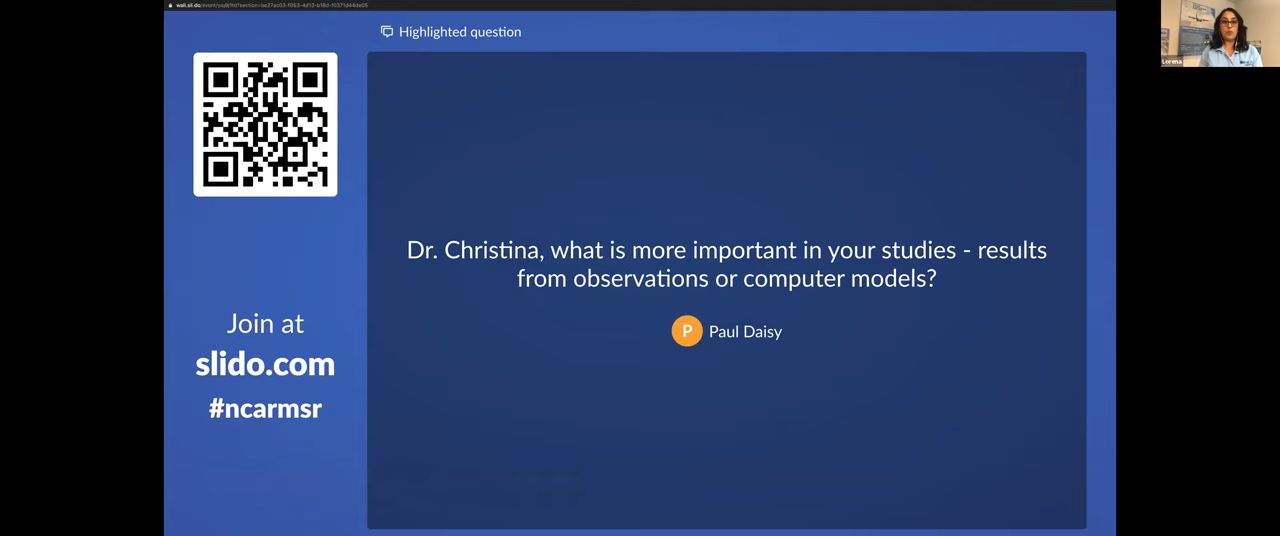 Highlighted question
Dr. Christina, what is more important in your studies - results
from observations or computer models?
P
Paul Daisy
Join at
slido.com
#ncarmsr
Lorena